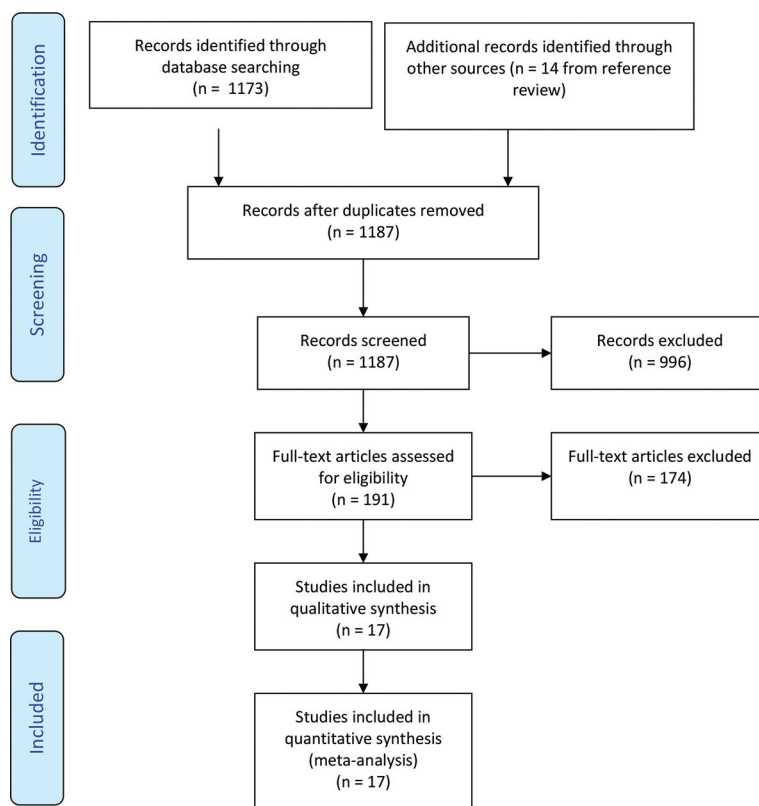 Identification
Records identified through
database searching
(n = 1173)
Additional records identified through
other sources (n = 14 from reference
review)
Records after duplicates removed
(n = 1187)
Screening
Records screened
(n = 1187)
Records excluded
(n = 996)
Eligibility
Full-text articles assessed
for eligibility
(n = 191)
Full-text articles excluded
(n = 174)
Studies included in
qualitative synthesis
(n = 17)
Included
Studies included in
quantitative synthesis
(meta-analysis)
(n = 17)